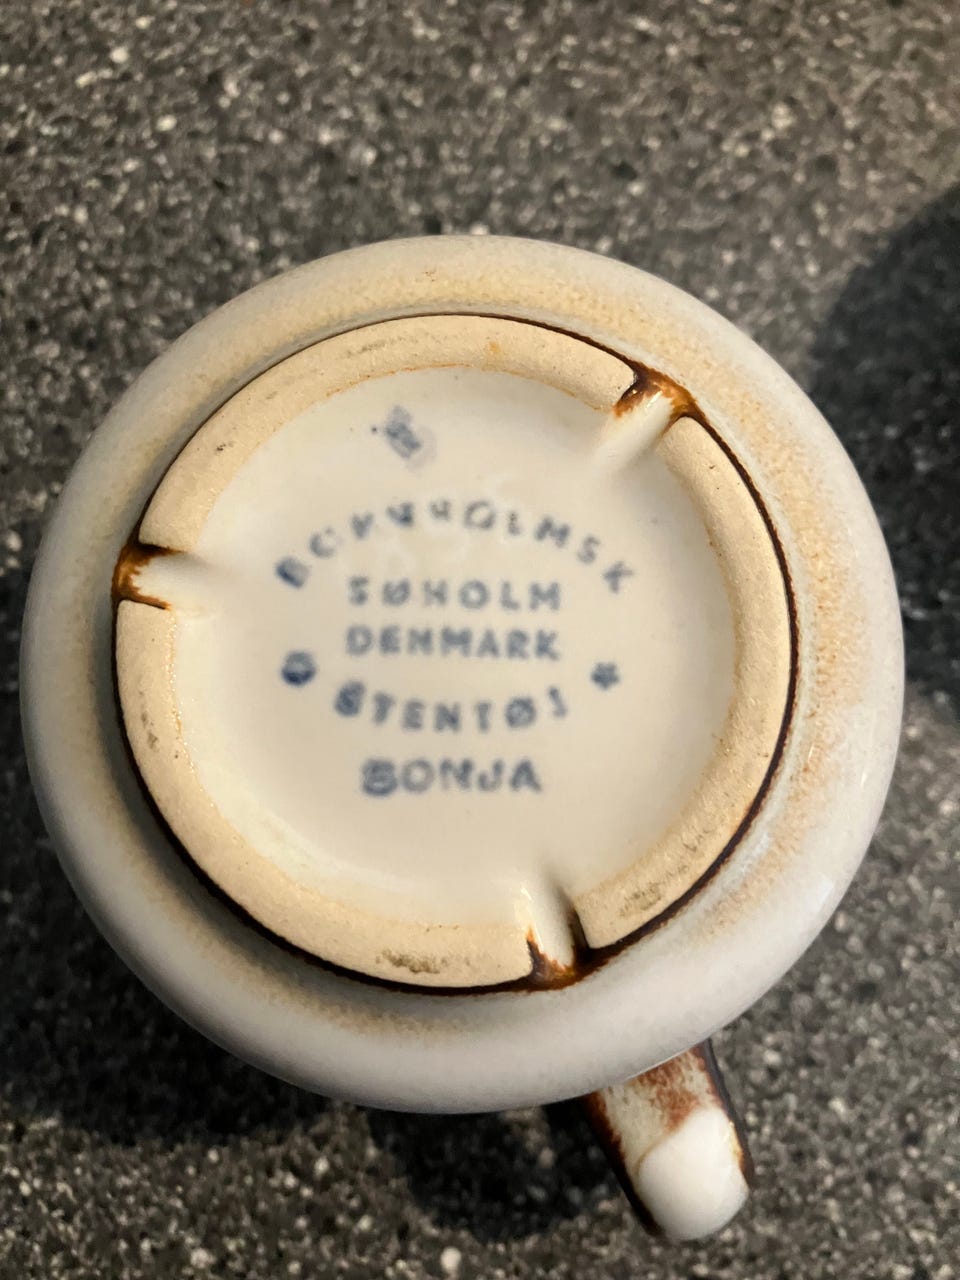 BORNHOLMSK
SØHOLM
DENMARK
STENTØJ
SONJA